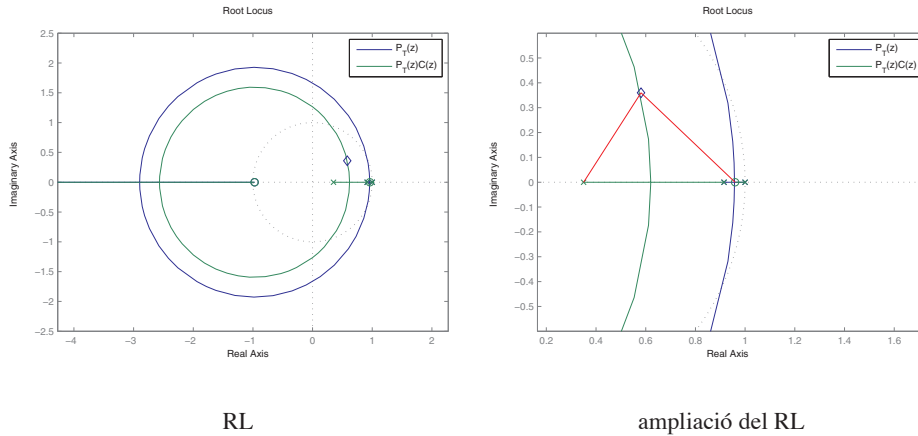 Root Locus
2.5
2
1.5
1
0.5
0
−0.5
−1
−1.5
−2
−2.5
Imaginary Axis
P_T(z)
P_T(z)C(z)
−4 −3 −2 −1 0 1 2
Real Axis
RL
Root Locus
0.5
0.4
0.3
0.2
0.1
0
−0.1
−0.2
−0.3
−0.4
−0.5
Imaginary Axis
P_T(z)
P_T(z)C(z)
0.2 0.4 0.6 0.8 1 1.2 1.4 1.6
Real Axis
ampliació del RL